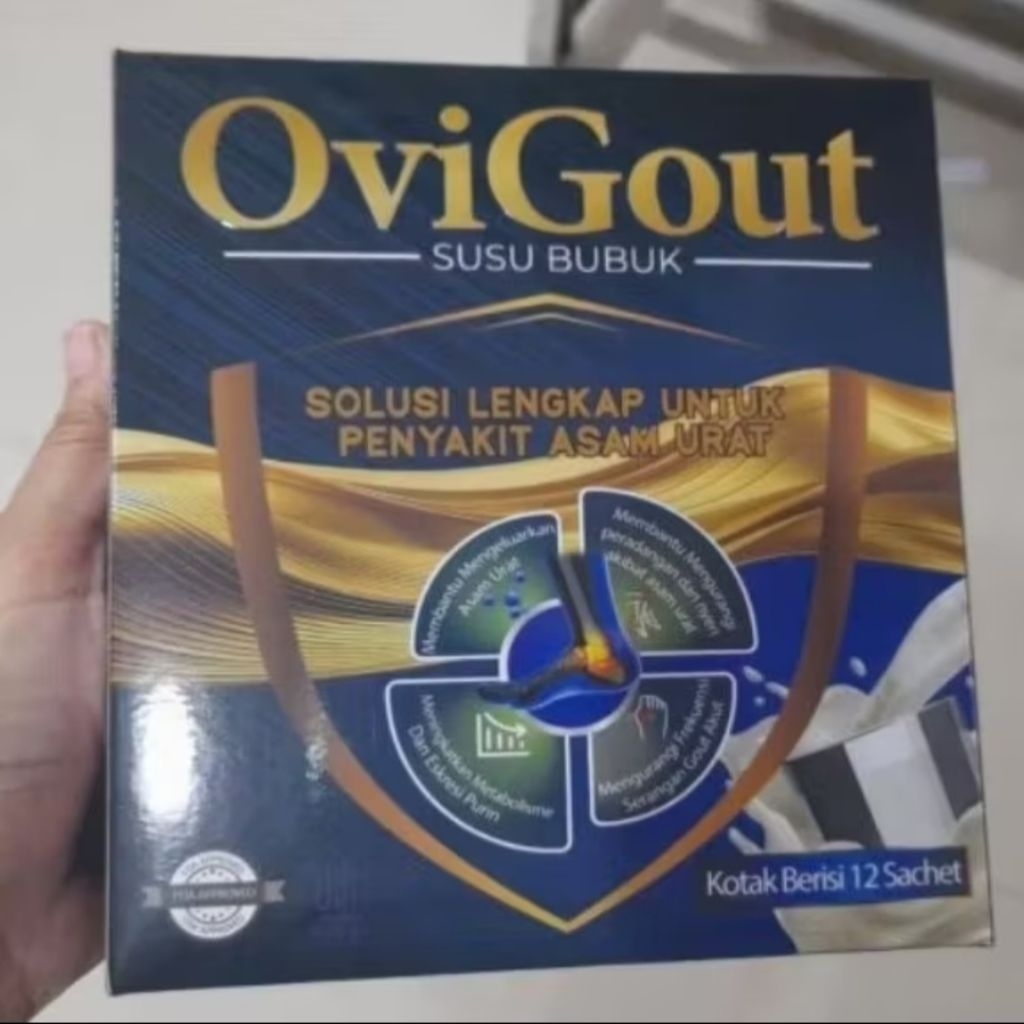 OviGout
SUSU BUBUK
SOLUSI LENGKAP UNTUK
PENYAKIT ASAM URAT
Membantu Mengeluarkan
Asam Urat
Membantu Mengurangi
peradangan dan nyeri
akibat asam urat
Meningkatkan Metabolisme
Dan Eskresi Purin
Mengurangi Frekuensi
Serangan Gout Akut
Kotak Berisi 12 Sachet